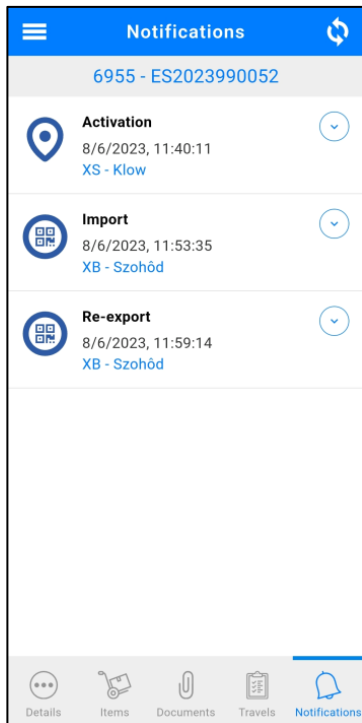 Notifications
6955 - ES2023990052
Activation
8/6/2023, 11:40:11
XS - Klow
Import
8/6/2023, 11:53:35
XB - Szohôd
Re-export
8/6/2023, 11:59:14
XB - Szohôd
Details Items Documents Travels Notifications